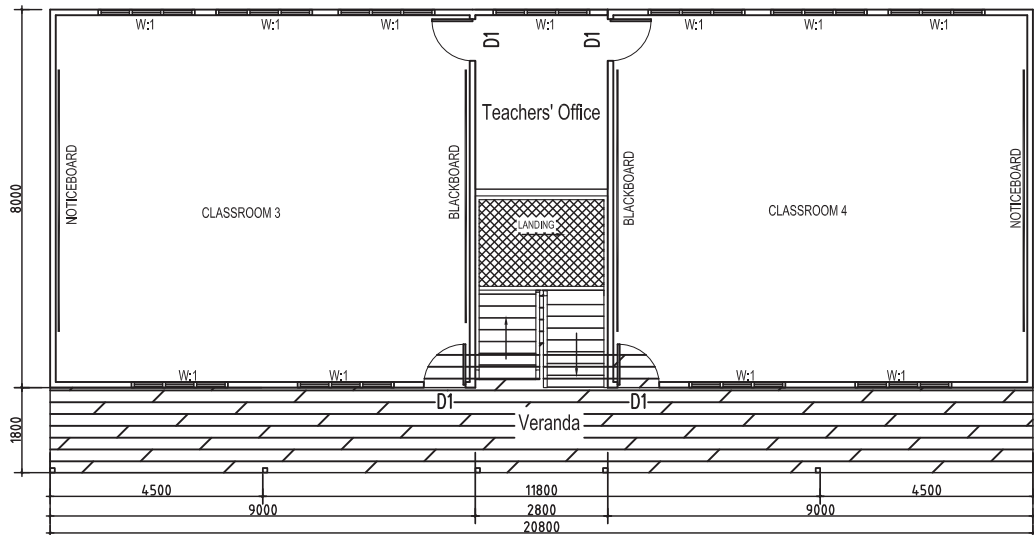 W:1
W:1
W:1
W:1
W:1
W:1
W:1
D1
D1
Teachers' Office
NOTICEBOARD
CLASSROOM 3
BLACKBOARD
LANDING
BLACKBOARD
CLASSROOM 4
NOTICEBOARD
8000
W:1
W:1
W:1
W:1
D1
D1
Veranda
1800
4500
11800
4500
9000
2800
9000
20800